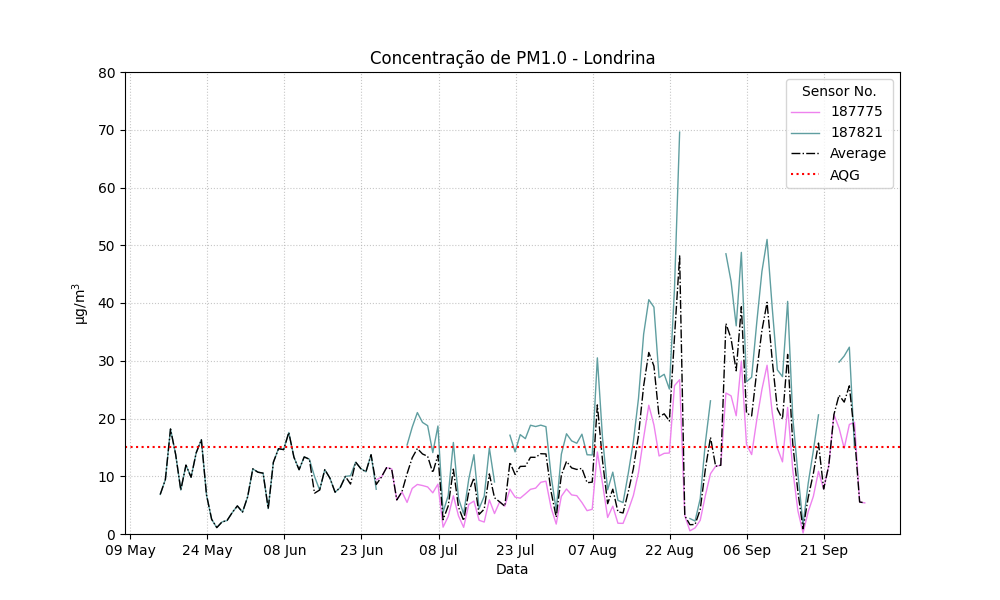 Concentração de PM1.0 - Londrina
80
70
60
50
40
30
20
10
0
µg/m³
Sensor No.
187775
187821
Average
AQG
09 May 24 May 08 Jun 23 Jun 08 Jul 23 Jul 07 Aug 22 Aug 06 Sep 21 Sep
Data